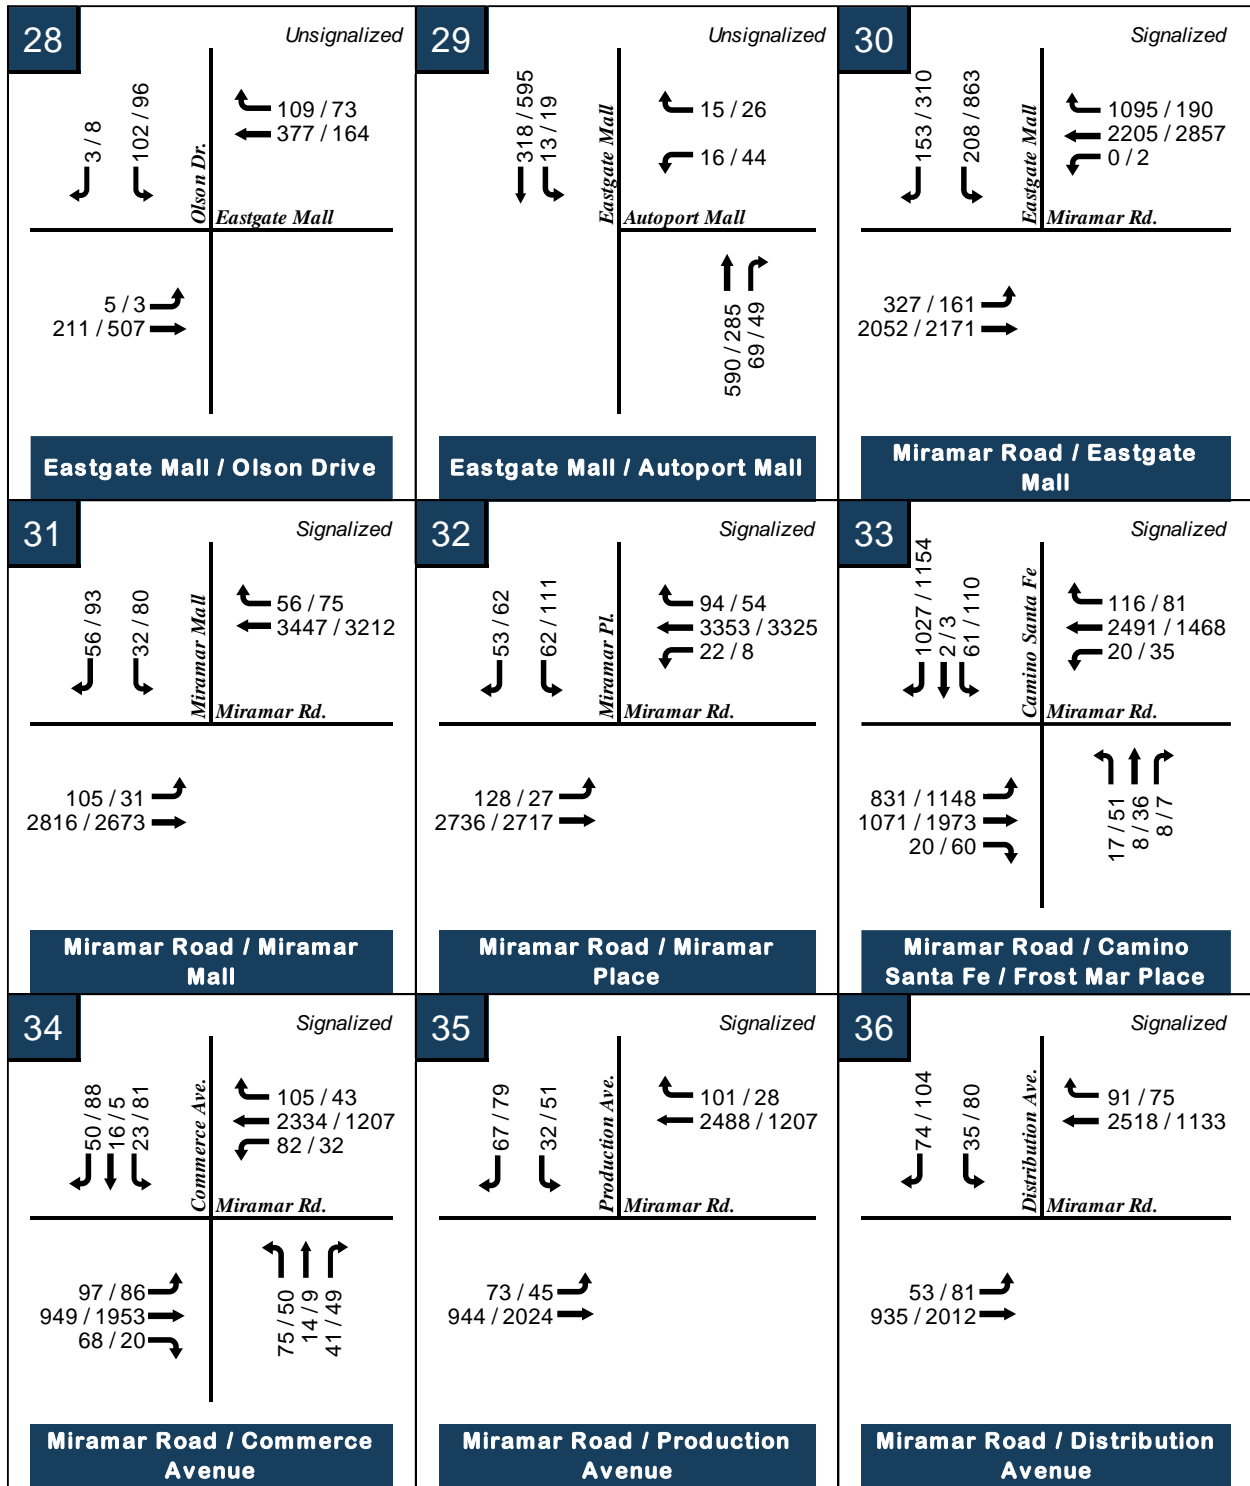 28
Unsignalized
3 / 8
102 / 96
Olson Dr.
109 / 73
377 / 164
Eastgate Mall
5 / 3
211 / 507
Eastgate Mall / Olson Drive
29
Unsignalized
318 / 595
13 / 19
Eastgate Mall
15 / 26
16 / 44
Autoport Mall
590 / 285
69 / 49
Eastgate Mall / Autoport Mall
30
Signalized
153 / 310
208 / 863
Eastgate Mall
1095 / 190
2205 / 2857
0 / 2
Miramar Rd.
327 / 161
2052 / 2171
Miramar Road / Eastgate
Mall
31
Signalized
56 / 93
32 / 80
Miramar Mall
56 / 75
3447 / 3212
Miramar Rd.
105 / 31
2816 / 2673
Miramar Road / Miramar
Mall
32
Signalized
53 / 62
62 / 111
Miramar Pl.
94 / 54
3353 / 3325
22 / 8
Miramar Rd.
128 / 27
2736 / 2717
Miramar Road / Miramar
Place
33
Signalized
1027 / 1154
2 / 3
61 / 110
Camino Santa Fe
116 / 81
2491 / 1468
20 / 35
Miramar Rd.
831 / 1148
1071 / 1973
20 / 60
17 / 51
8 / 36
8 / 7
Miramar Road / Camino
Santa Fe / Frost Mar Place
34
Signalized
50 / 88
16 / 5
23 / 81
Commerce Ave.
105 / 43
2334 / 1207
82 / 32
Miramar Rd.
97 / 86
949 / 1953
68 / 20
75 / 50
14 / 9
41 / 49
Miramar Road / Commerce
Avenue
35
Signalized
67 / 79
32 / 51
Production Ave.
101 / 28
2488 / 1207
Miramar Rd.
73 / 45
944 / 2024
Miramar Road / Production
Avenue
36
Signalized
74 / 104
35 / 80
Distribution Ave.
91 / 75
2518 / 1133
Miramar Rd.
53 / 81
935 / 2012
Miramar Road / Distribution
Avenue